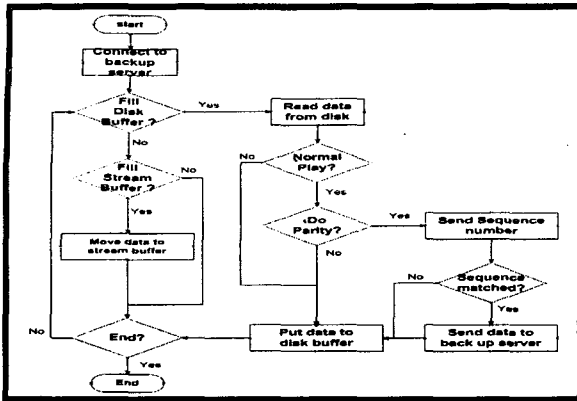 start
Connect to
backup
server
Fill
Disk
Buffer ?
Yes
Read data
from disk
No
Fill
Stream
Buffer ?
No
Yes
Move data to
stream buffer
Normal
Play?
No
Yes
Do
Parity?
Yes
Send Sequence
number
No
Sequence
matched?
No
Yes
Send data to
back up server
Put data to
disk buffer
End?
No
Yes
End